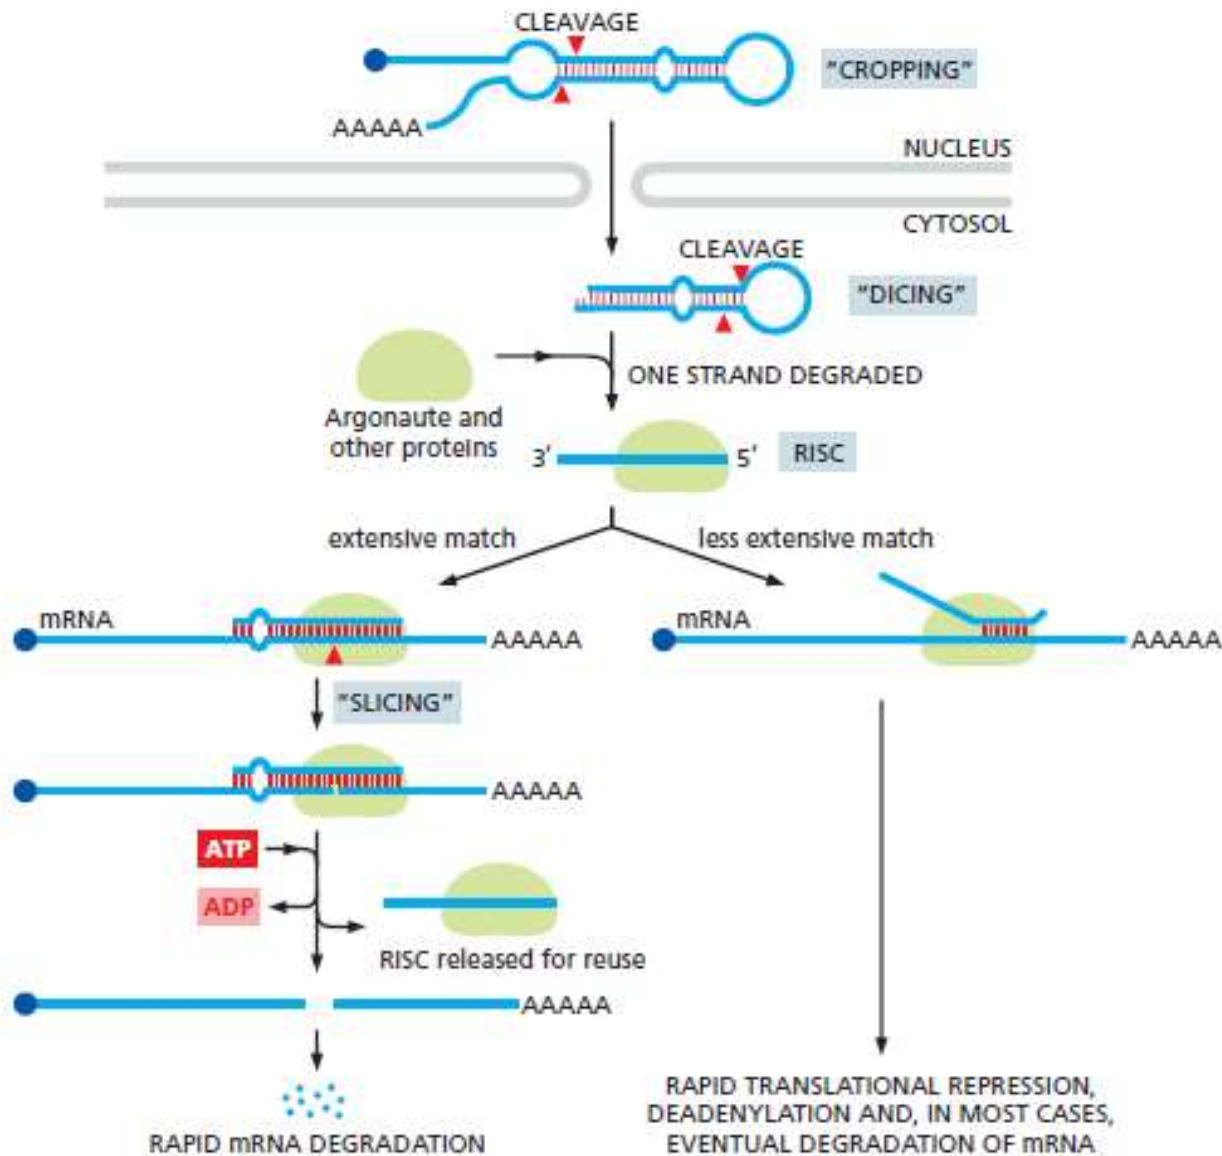 CLEAVAGE
"CROPPING"
AAAAA
NUCLEUS
CYTOSOL
CLEAVAGE
"DICING"
ONE STRAND DEGRADED
Argonaute and
other proteins
3′
5′
RISC
extensive match
less extensive match
mRNA
AAAAA
mRNA
AAAAA
"SLICING"
AAAAA
ATP
ADP
RISC released for reuse
AAAAA
RAPID mRNA DEGRADATION
RAPID TRANSLATIONAL REPRESSION,
DEADENYLATION AND, IN MOST CASES,
EVENTUAL DEGRADATION OF mRNA